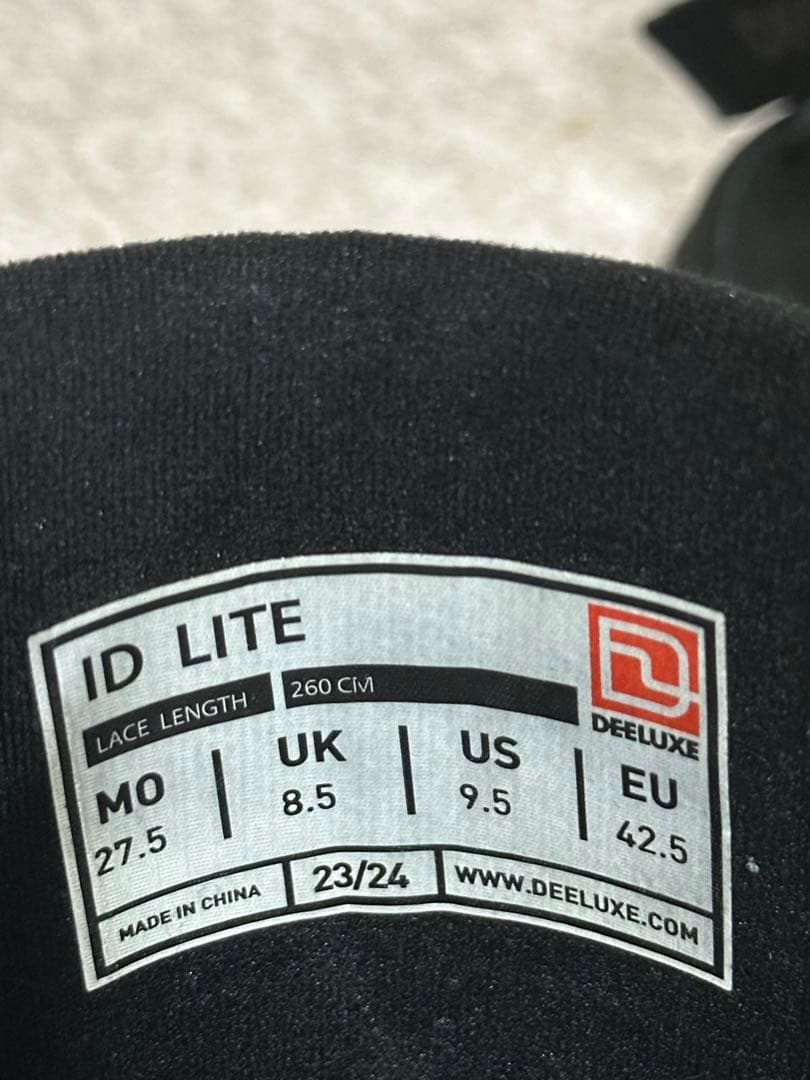 ID LITE
LACE LENGTH 260 CM
DEELUXE
MO UK US EU
27.5 8.5 9.5 42.5
MADE IN CHINA 23/24 WWW.DEELUXE.COM